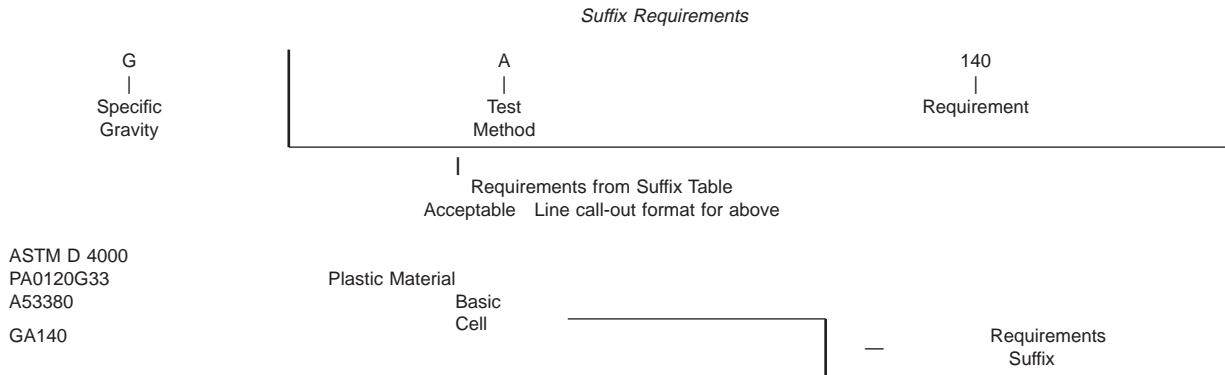 Suffix Requirements
G A 140
| | |
Specific Test Requirement
Gravity Method
|
Requirements from Suffix Table
Acceptable Line call-out format for above
ASTM D 4000
PA0120G33 Plastic Material
A53380 Basic
Cell
GA140 — Requirements
Suffix